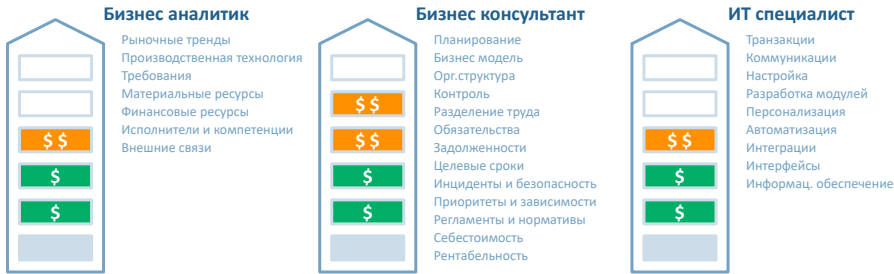 Бизнес аналитик
Рыночные тренды
Производственная технология
Требования
Материальные ресурсы
Финансовые ресурсы
Исполнители и компетенции
Внешние связи
$ $
$
$
Бизнес консультант
Планирование
Бизнес модель
Орг.структура
Контроль
Разделение труда
Обязательства
Задолженности
Целевые сроки
Инциденты и безопасность
Приоритеты и зависимости
Регламенты и нормативы
Себестоимость
Рентабельность
$ $
$ $
$
$
ИТ специалист
Транзакции
Коммуникации
Настройка
Разработка модулей
Персонализация
Автоматизация
Интеграции
Интерфейсы
Информац. обеспечение
$ $
$
$